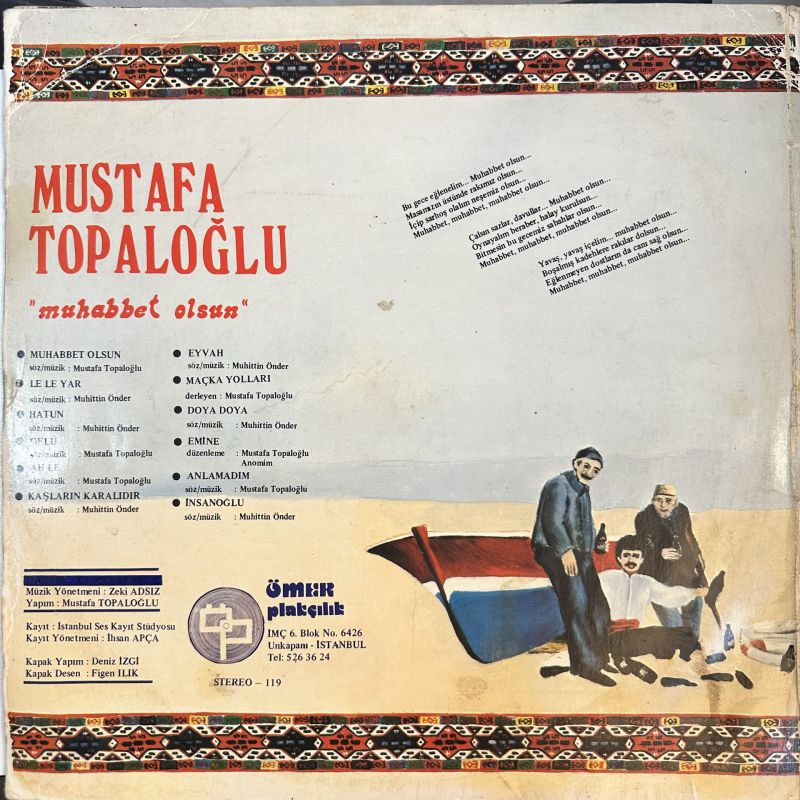 MUSTAFA
TOPALOĞLU
"muhabbet olsun"
Bu gece eğlenelim... Muhabbet olsun...
Masamızın üstünde rakımız olsun...
İçip sarhoş olalım neşemiz olsun...
Muhabbet, muhabbet, muhabbet olsun...
Çalsın sazlar, davullar... Muhabbet olsun...
Oynayalım beraber, halay kurulsun...
Bitmesin bu gecemiz sabahlar olsun...
Muhabbet, muhabbet, muhabbet olsun...
Yavaş, yavaş içelim... muhabbet olsun...
Boşalmış kadehlere rakılar dolsun...
Eğlenmeyen dostların da canı sağ olsun...
Muhabbet, muhabbet, muhabbet olsun...
MUHABBET OLSUN
söz/müzik : Mustafa Topaloğlu
LE LE YAR
söz/müzik : Muhittin Önder
HATUN
söz/müzik : Muhittin Önder
söz/müzik : Mustafa Topaloğlu
AH LE
söz/müzik : Mustafa Topaloğlu
KAŞLARIN KARALIDIR
söz/müzik : Muhittin Önder
EYVAH
söz/müzik : Muhittin Önder
MAÇKA YOLLARI
derleyen : Mustafa Topaloğlu
DOYA DOYA
söz/müzik : Muhittin Önder
EMİNE
düzenleme : Mustafa Topaloğlu
Anomim
ANLAMADIM
söz/müzik : Mustafa Topaloğlu
İNSANOĞLU
söz/müzik : Muhittin Önder
Müzik Yönetmeni : Zeki ADSIZ
Yapım : Mustafa TOPALOĞLU
Kayıt : İstanbul Ses Kayıt Stüdyosu
Kayıt Yönetmeni : İhsan APÇA
Kapak Yapım : Deniz İZGİ
Kapak Desen : Figen ILIK
ÖMER
plakçılık
İMÇ 6. Blok No. 6426
Unkapanı - İSTANBUL
Tel: 526 36 24
STEREO - 119